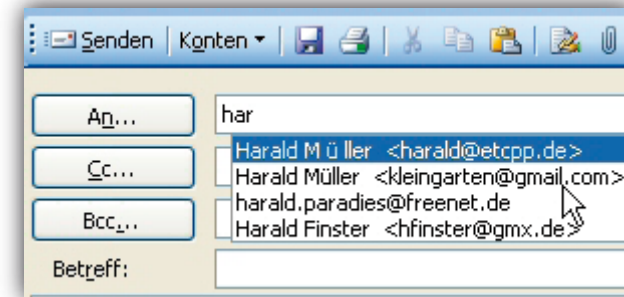 Senden Konten
An... har
Harald M ü ller <harald@etcpp.de>
Cc... Harald Müller <kleingarten@gmail.com>
harald.paradies@freenet.de
Bcc... Harald Finster <hfinster@gmx.de>
Betreff: